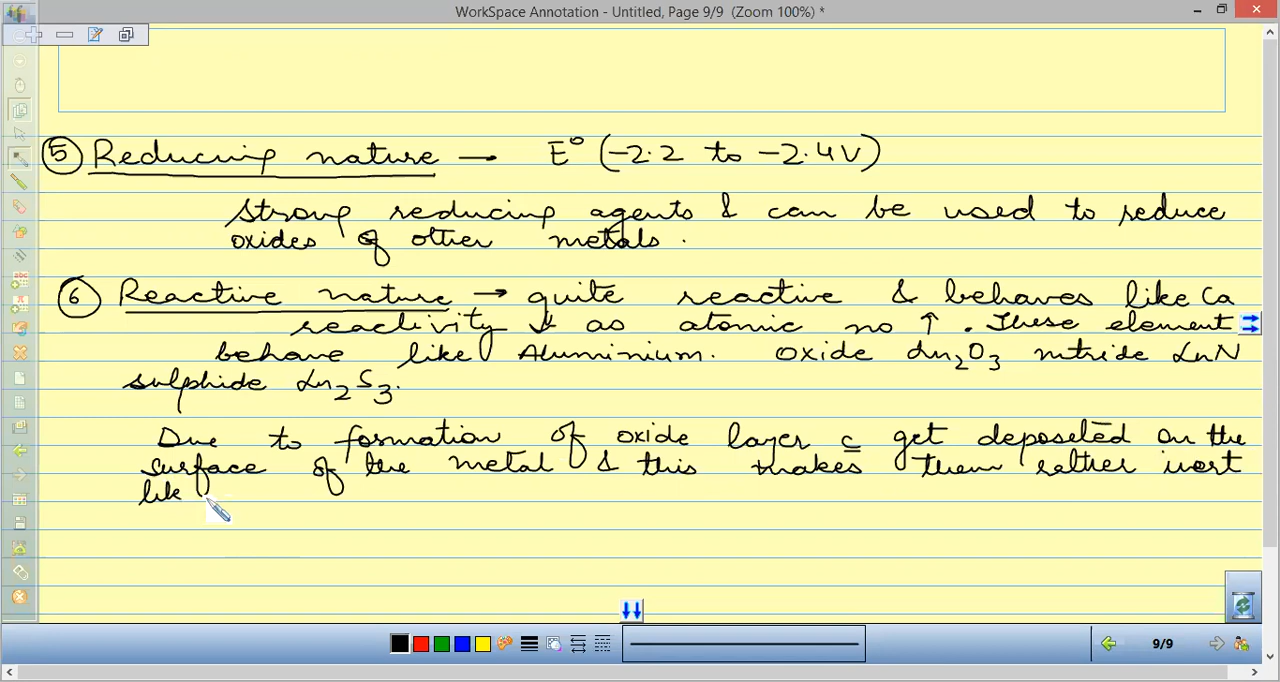 WorkSpace Annotation - Untitled, Page 9/9 (Zoom 100%) *
⑤ Reducing nature — E° (-2.2 to -2.4V)
Strong reducing agents & can be used to reduce
oxides of other metals.
⑥ Reactive nature → quite reactive & behaves like Ca
reactivity ↓ as atomic no ↑. These element
behave like Aluminium. oxide Ln₂O₃ nitride LnN
sulphide Ln₂S₃.
Due to formation of oxide layer c̲ get deposited on the
surface of the metal & this makes them rather inert
lik
9/9